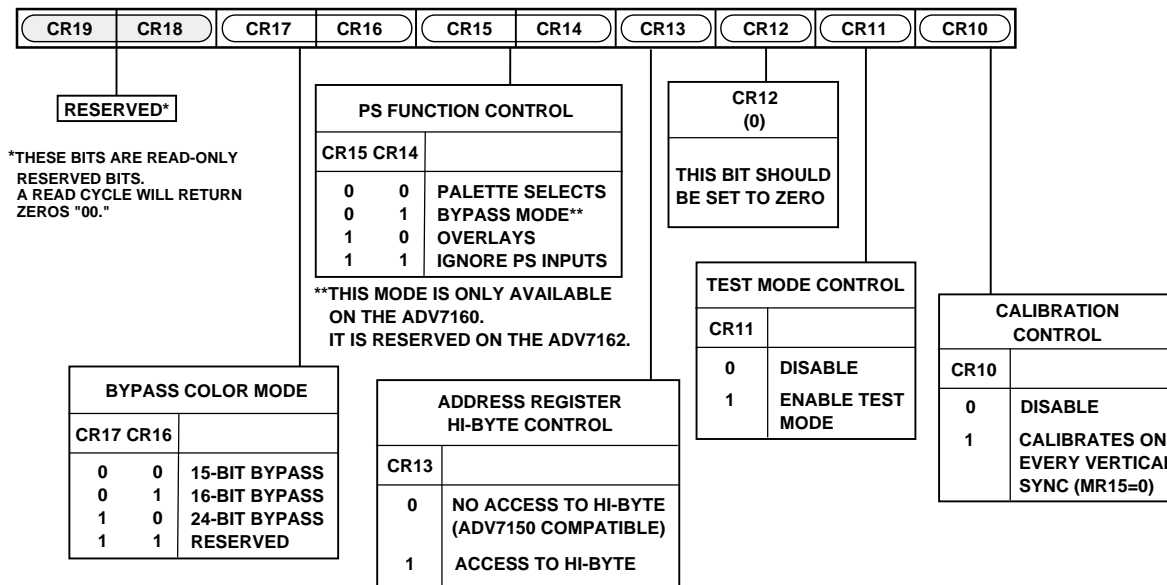 CR19 CR18 CR17 CR16 CR15 CR14 CR13 CR12 CR11 CR10
RESERVED*
*THESE BITS ARE READ-ONLY
RESERVED BITS.
A READ CYCLE WILL RETURN
ZEROS "00."
PS FUNCTION CONTROL
CR15 CR14
0 0 PALETTE SELECTS
0 1 BYPASS MODE**
1 0 OVERLAYS
1 1 IGNORE PS INPUTS
**THIS MODE IS ONLY AVAILABLE
ON THE ADV7160.
IT IS RESERVED ON THE ADV7162.
CR12
(0)
THIS BIT SHOULD
BE SET TO ZERO
TEST MODE CONTROL
CR11
0 DISABLE
1 ENABLE TEST
MODE
CALIBRATION
CONTROL
CR10
0 DISABLE
1 CALIBRATES ON
EVERY VERTICAL
SYNC (MR15=0)
BYPASS COLOR MODE
CR17 CR16
0 0 15-BIT BYPASS
0 1 16-BIT BYPASS
1 0 24-BIT BYPASS
1 1 RESERVED
ADDRESS REGISTER
HI-BYTE CONTROL
CR13
0 NO ACCESS TO HI-BYTE
(ADV7150 COMPATIBLE)
1 ACCESS TO HI-BYTE